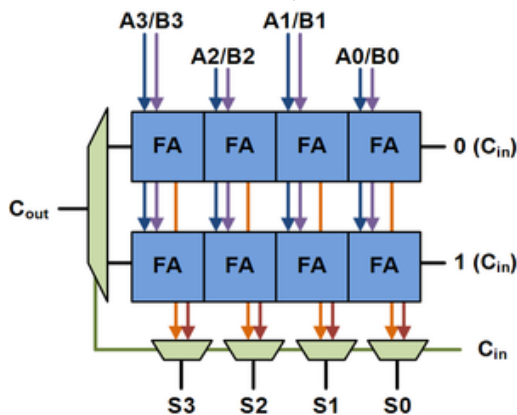 A3/B3 A1/B1
A2/B2 A0/B0
FA FA FA FA 0 (Cin)
Cout
FA FA FA FA 1 (Cin)
Cin
S3 S2 S1 S0